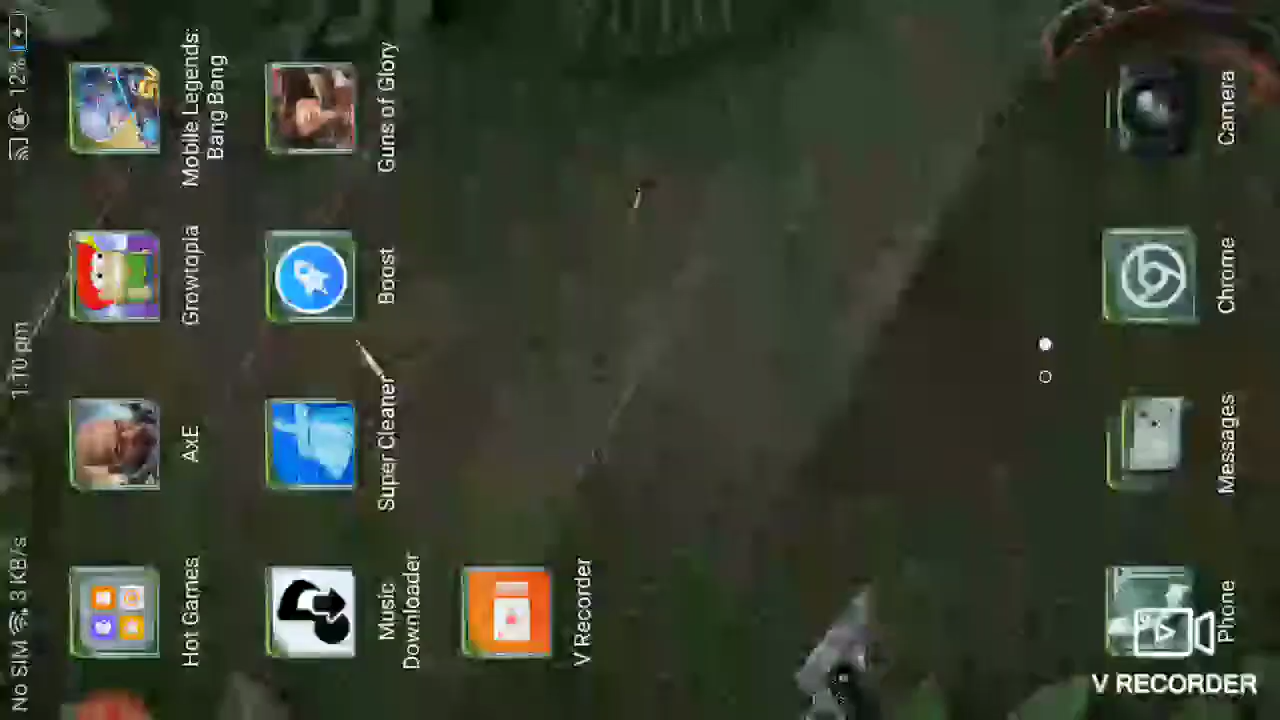 No SIM 3 KB/s 1:10 pm 12%
Hot Games
AxE
Growtopia
Mobile Legends:
Bang Bang
Music
Downloader
Super Cleaner
Boost
Guns of Glory
V Recorder
Phone
Messages
Chrome
Camera
V RECORDER